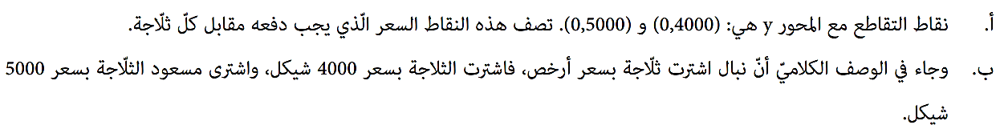 أ. نقاط التقاطع مع المحور y هي: (0,4000) و (0,5000). تصف هذه النقاط السعر الّذي يجب دفعه مقابل كلّ ثلّاجة.
ب. وجاء في الوصف الكلاميّ أنّ نبال اشترت ثلّاجة بسعر أرخص، فاشترت الثلاجة بسعر 4000 شيكل، واشترى مسعود الثلّاجة بسعر 5000
شيكل.